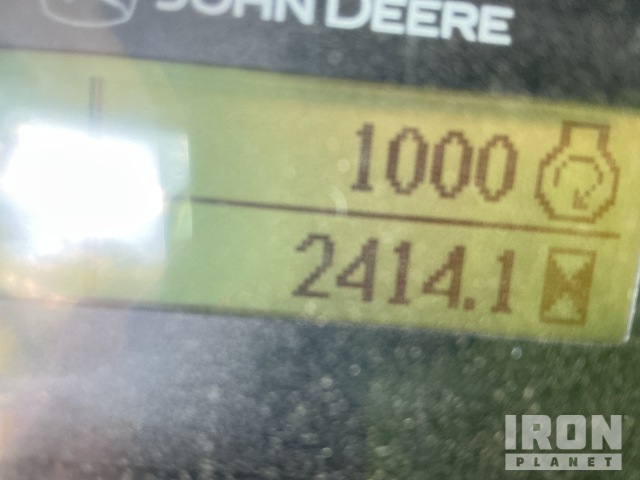 JOHN DEERE
1000
2414.1
IRON
PLANET